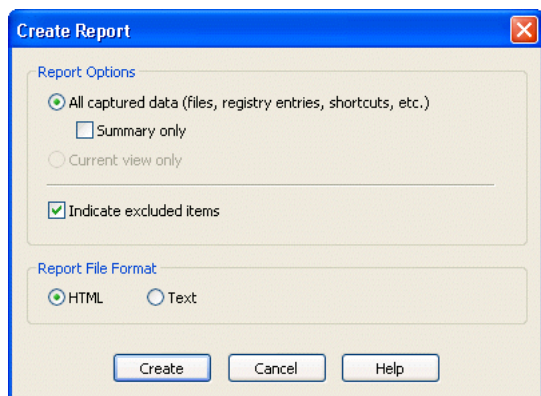 Create Report
Report Options
All captured data (files, registry entries, shortcuts, etc.)
Summary only
Current view only
Indicate excluded items
Report File Format
HTML Text
Create Cancel Help